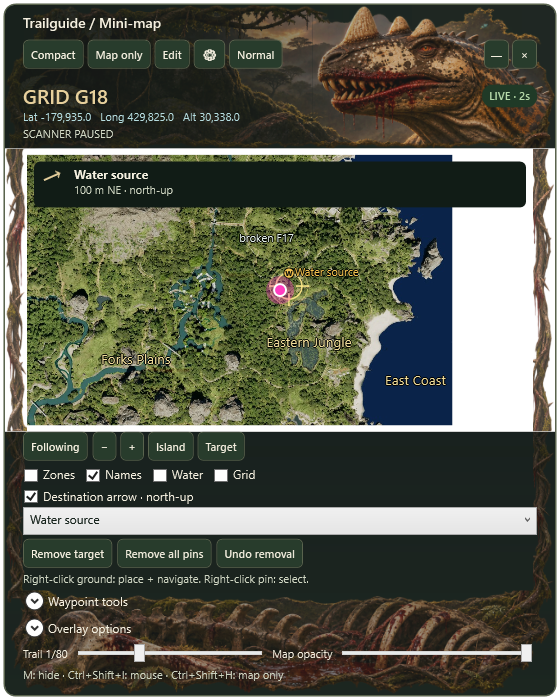 Trailguide / Mini-map
Compact Map only Edit Normal — ×
GRID G18
LIVE · 2s
Lat -179,935.0 Long 429,825.0 Alt 30,338.0
SCANNER PAUSED
Water source
100 m NE · north-up
broken F17
W Water source
Eastern Jungle
Forks Plains
East Coast
Following − + Island Target
Zones Names Water Grid
Destination arrow · north-up
Water source
Remove target Remove all pins Undo removal
Right-click ground: place + navigate. Right-click pin: select.
Waypoint tools
Overlay options
Trail 1/80 Map opacity
M: hide · Ctrl+Shift+I: mouse · Ctrl+Shift+H: map only